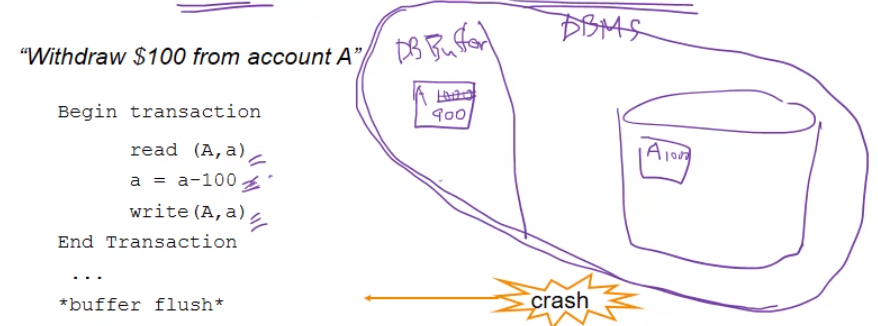 DBMS
“Withdraw $100 from account A”
DB Buffer
Begin transaction
A 1000
900
read (A,a)
A 1000
a = a-100
write(A,a)
End Transaction
...
*buffer flush*
crash